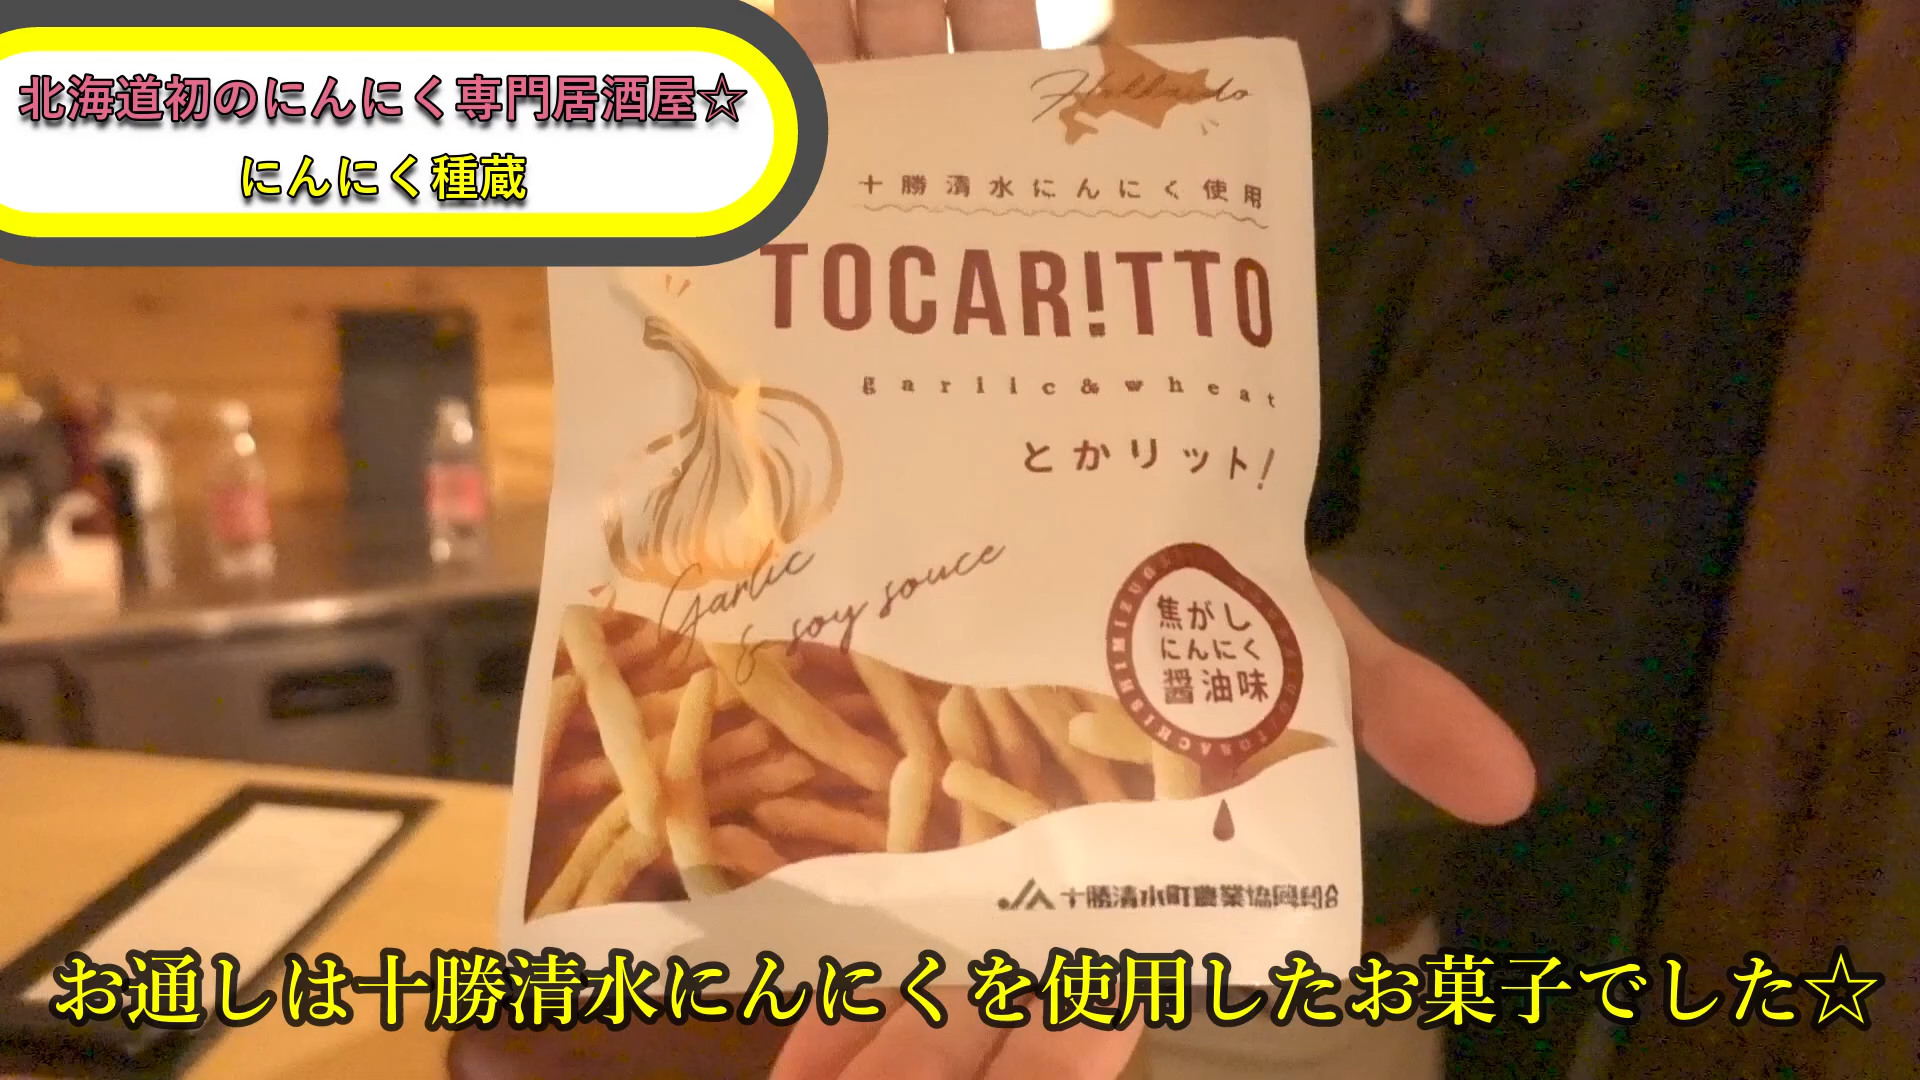 北海道初のにんにく専門居酒屋☆
にんにく種蔵
Hokkaido
十勝清水にんにく使用
TOCAR!TTO
garlic&wheat
とかリット!
Garlic
& soy souce
焦がし
にんにく
醤油味
JA十勝清水町農業協同組合
お通しは十勝清水にんにくを使用したお菓子でした☆